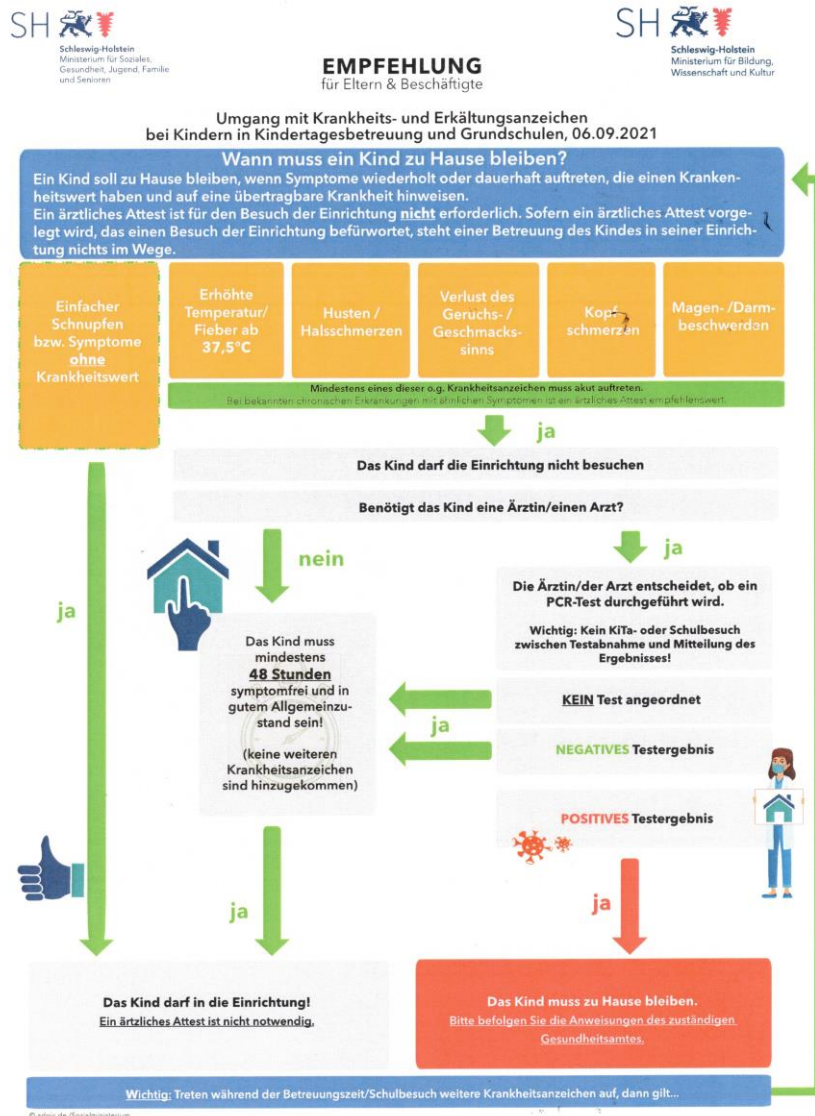 SH
Schleswig-Holstein
Ministerium für Soziales,
Gesundheit, Jugend, Familie
und Senioren
SH
Schleswig-Holstein
Ministerium für Bildung,
Wissenschaft und Kultur
EMPFEHLUNG
für Eltern & Beschäftigte
Umgang mit Krankheits- und Erkältungsanzeichen
bei Kindern in Kindertagesbetreuung und Grundschulen, 06.09.2021
Wann muss ein Kind zu Hause bleiben?
Ein Kind soll zu Hause bleiben, wenn Symptome wiederholt oder dauerhaft auftreten, die einen Kranken-
heitswert haben und auf eine übertragbare Krankheit hinweisen.
Ein ärztliches Attest ist für den Besuch der Einrichtung nicht erforderlich. Sofern ein ärztliches Attest vorge-
legt wird, das einen Besuch der Einrichtung befürwortet, steht einer Betreuung des Kindes in seiner Einrich-
tung nichts im Wege.
Einfacher
Schnupfen
bzw. Symptome
ohne
Krankheitswert
Erhöhte
Temperatur/
Fieber ab
37,5°C
Husten /
Halsschmerzen
Verlust des
Geruchs- /
Geschmacks-
sinns
Kopf
schmerzen
Magen- /Darm-
beschwerden
Mindestens eines dieser o.g. Krankheitsanzeichen muss akut auftreten.
Bei bekannten chronischen Erkrankungen mit ähnlichen Symptomen ist ein ärztliches Attest empfehlenswert.
ja
Das Kind darf die Einrichtung nicht besuchen
Benötigt das Kind eine Ärztin/einen Arzt?
nein
ja
ja
Die Ärztin/der Arzt entscheidet, ob ein
PCR-Test durchgeführt wird.
Wichtig: Kein KiTa- oder Schulbesuch
zwischen Testabnahme und Mitteilung des
Ergebnisses!
Das Kind muss
mindestens
48 Stunden
symptomfrei und in
gutem Allgemeinzu-
stand sein!
(keine weiteren
Krankheitsanzeichen
sind hinzugekommen)
KEIN Test angeordnet
ja
NEGATIVES Testergebnis
POSITIVES Testergebnis
ja
ja
Das Kind darf in die Einrichtung!
Ein ärtzliches Attest ist nicht notwendig.
Das Kind muss zu Hause bleiben.
Bitte befolgen Sie die Anweisungen des zuständigen
Gesundheitsamtes.
Wichtig: Treten während der Betreuungszeit/Schulbesuch weitere Krankheitsanzeichen auf, dann gilt...